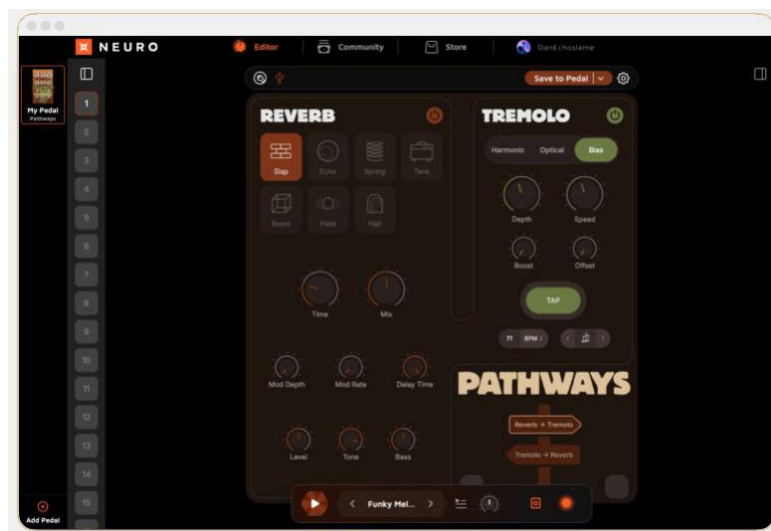 NEURO
Editor
Community
Store
DanEchoslame
My Pedal
Pathways
Save to Pedal
1
2
3
4
5
6
7
8
9
10
11
12
13
14
15
Add Pedal
REVERB
Slap
Echo
Spring
Tank
Room
Plate
Hall
Time
Mix
Mod Depth
Mod Rate
Delay Time
Level
Tone
Bass
TREMOLO
Harmonic
Optical
Bias
Depth
Speed
Boost
Offset
TAP
71 BPM
PATHWAYS
Reverb → Tremolo
Tremolo → Reverb
Funky Mel...